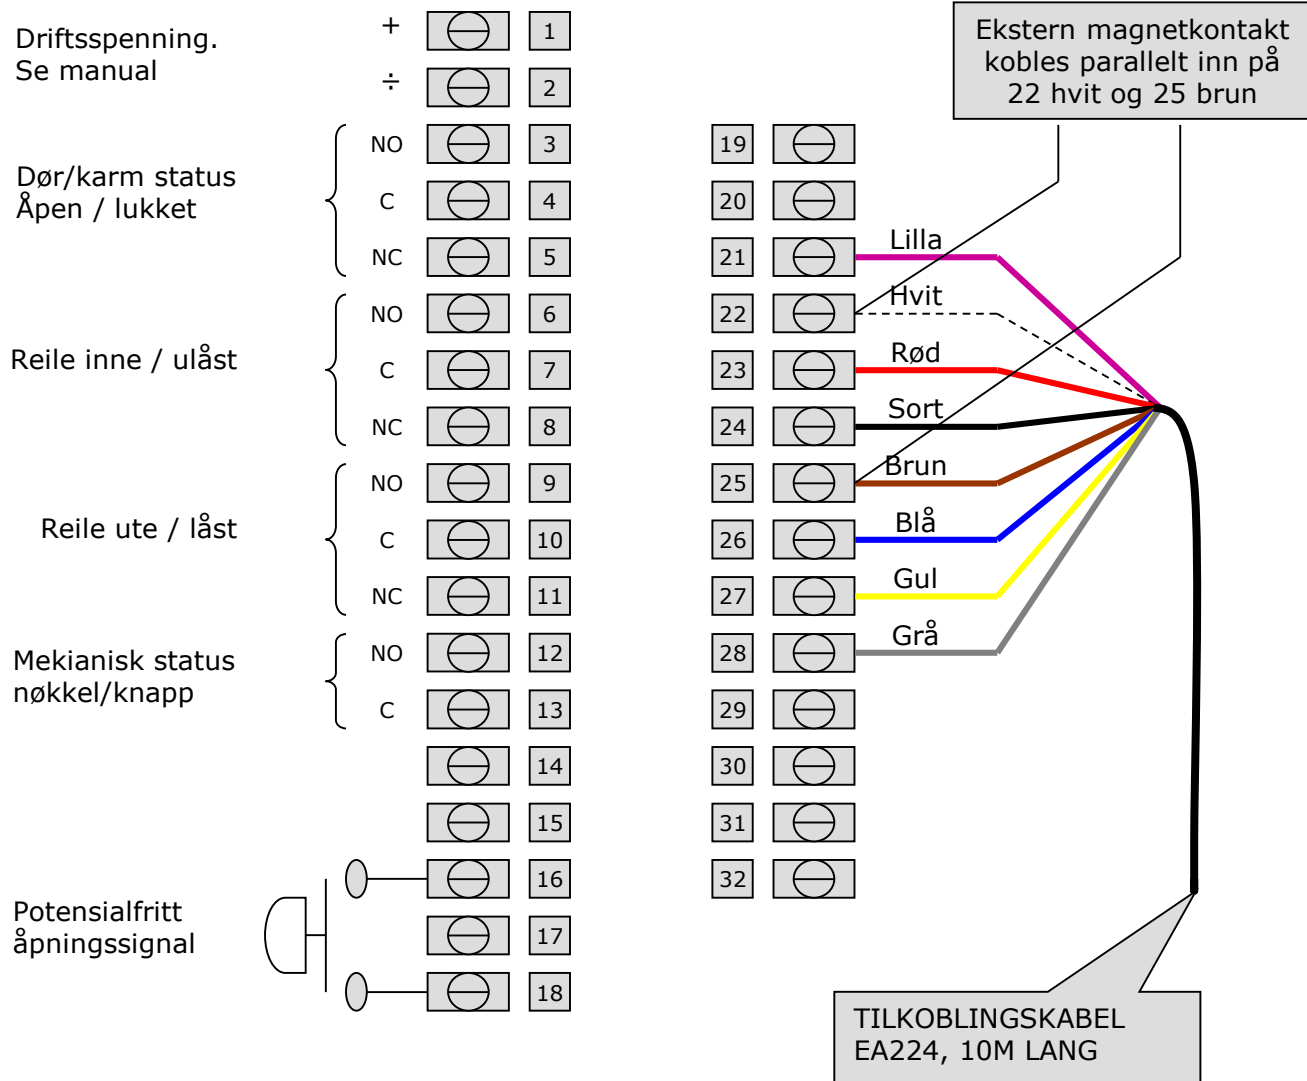 Driftsspenning.
Se manual
+ 1
÷ 2
Ekstern magnetkontakt
kobles parallelt inn på
22 hvit og 25 brun
Dør/karm status
Åpen / lukket
NO 3
C 4
NC 5
Reile inne / ulåst
NO 6
C 7
NC 8
Reile ute / låst
NO 9
C 10
NC 11
Mekianisk status
nøkkel/knapp
NO 12
C 13
14
15
Potensialfritt
åpningssignal
16
17
18
19
20
21 Lilla
22 Hvit
23 Rød
24 Sort
25 Brun
26 Blå
27 Gul
28 Grå
29
30
31
32
TILKOBLINGSKABEL
EA224, 10M LANG